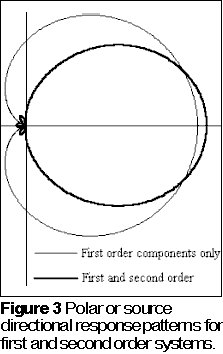 First order components only
First and second order
Figure 3 Polar or source
directional response patterns for
first and second order systems.